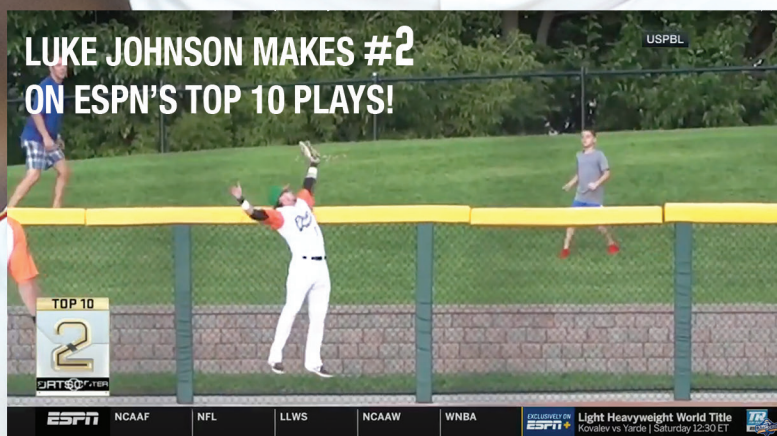 LUKE JOHNSON MAKES #2
ON ESPN'S TOP 10 PLAYS!
USPBL
TOP 10
2
ESPN
NCAAF
NFL
LLWS
NCAAW
WNBA
EXCLUSIVELY ON
ESPN+
Light Heavyweight World Title
Kovalev vs Yarde | Saturday 12:30 ET
TR